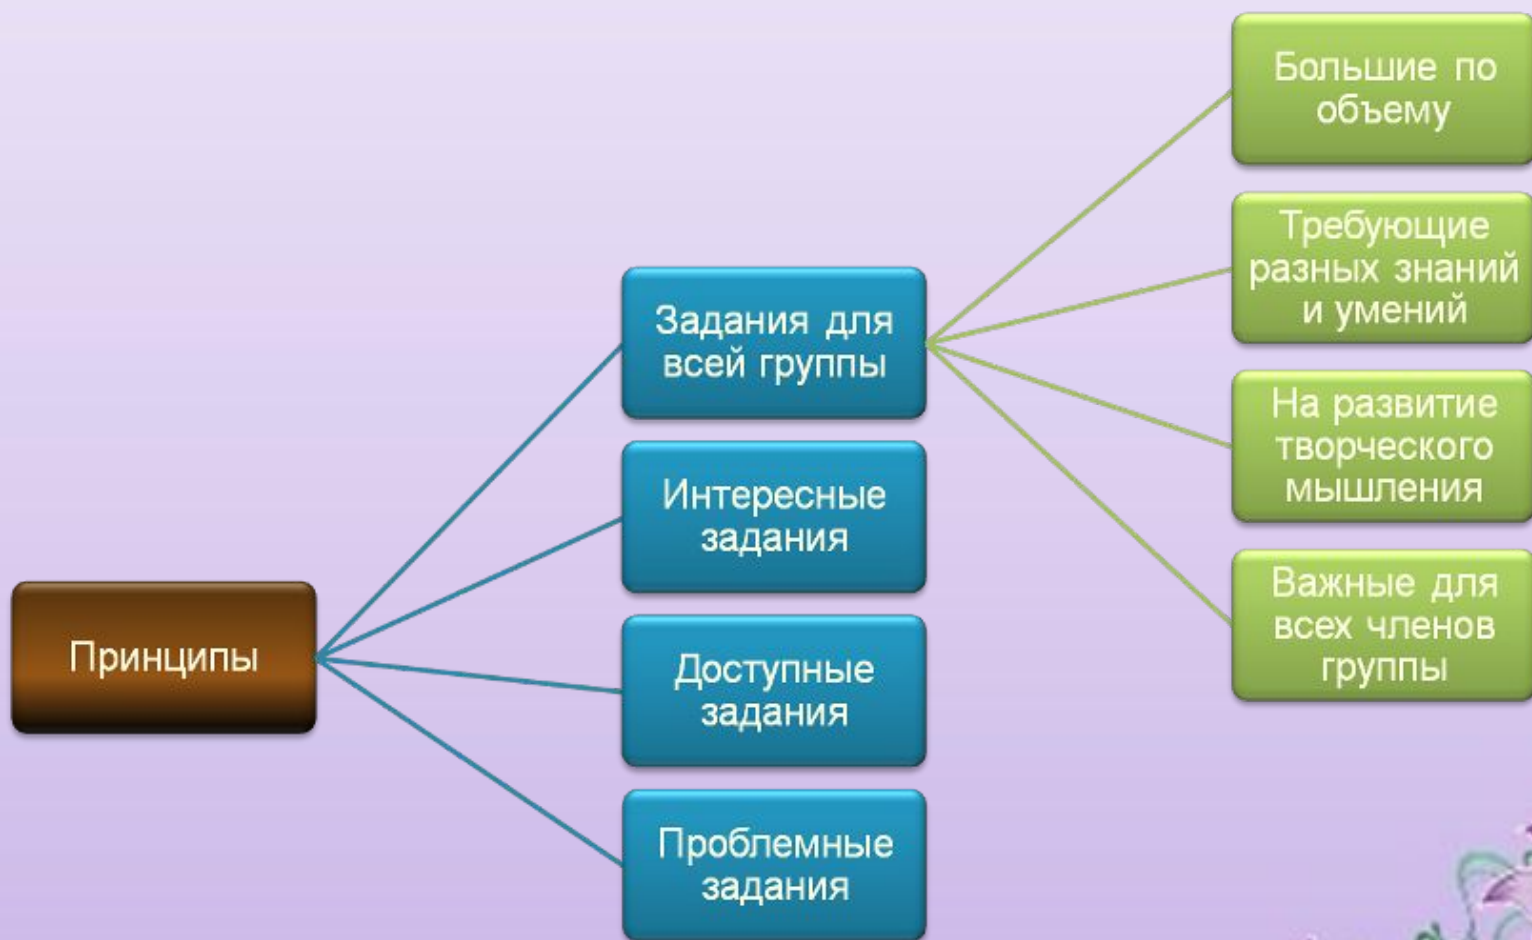 Принципы
Задания для
всей группы
Интересные
задания
Доступные
задания
Проблемные
задания
Большие по
объему
Требующие
разных знаний
и умений
На развитие
творческого
мышления
Важные для
всех членов
группы